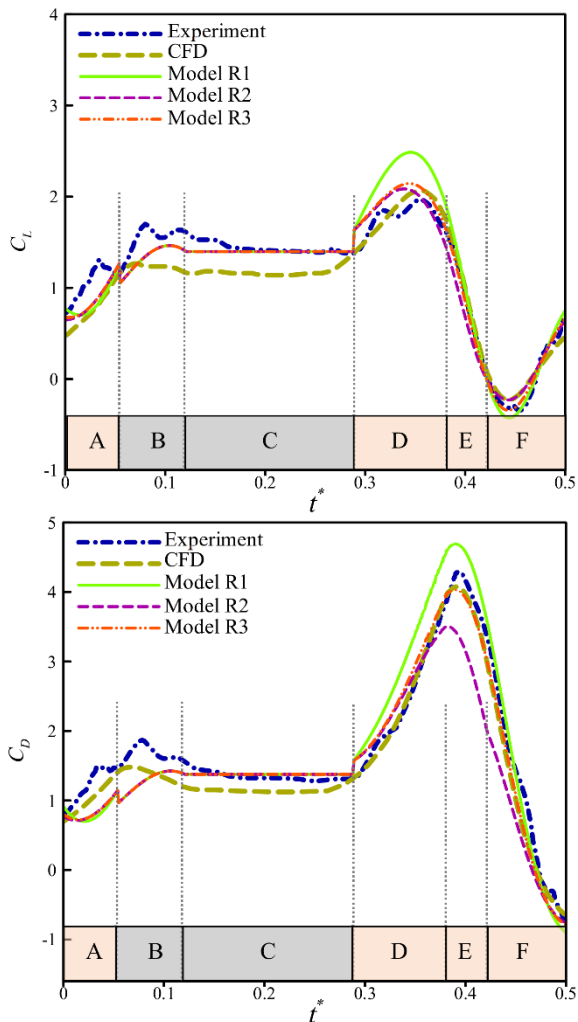 4
Experiment
CFD
Model R1
Model R2
Model R3
3
2
C_L
1
0
A B C D E F
-1
0 0.1 0.2 0.3 0.4 0.5
t*
5
Experiment
CFD
Model R1
Model R2
Model R3
4
3
2
C_D
1
0
-1
A B C D E F
0 0.1 0.2 0.3 0.4 0.5
t*